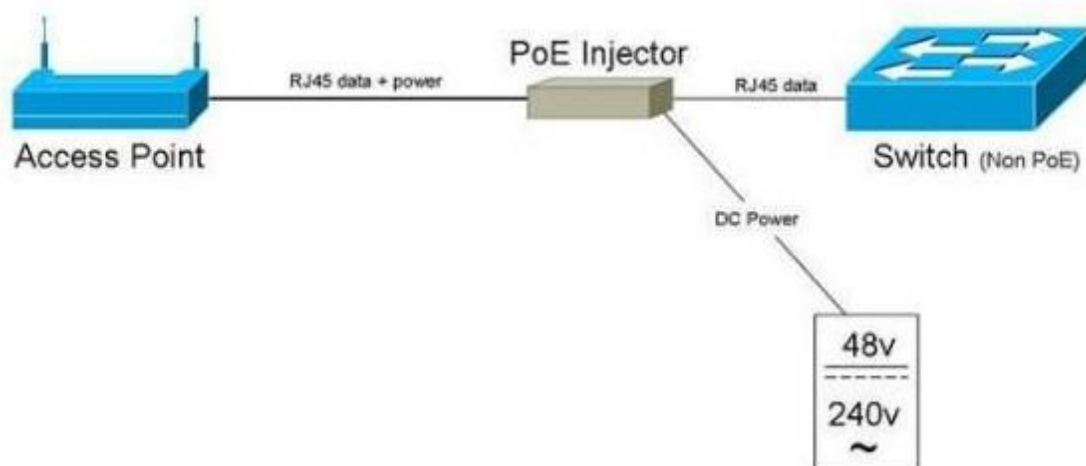 PoE Injector
RJ45 data + power
RJ45 data
Access Point
Switch (Non PoE)
DC Power
48v
240v
~